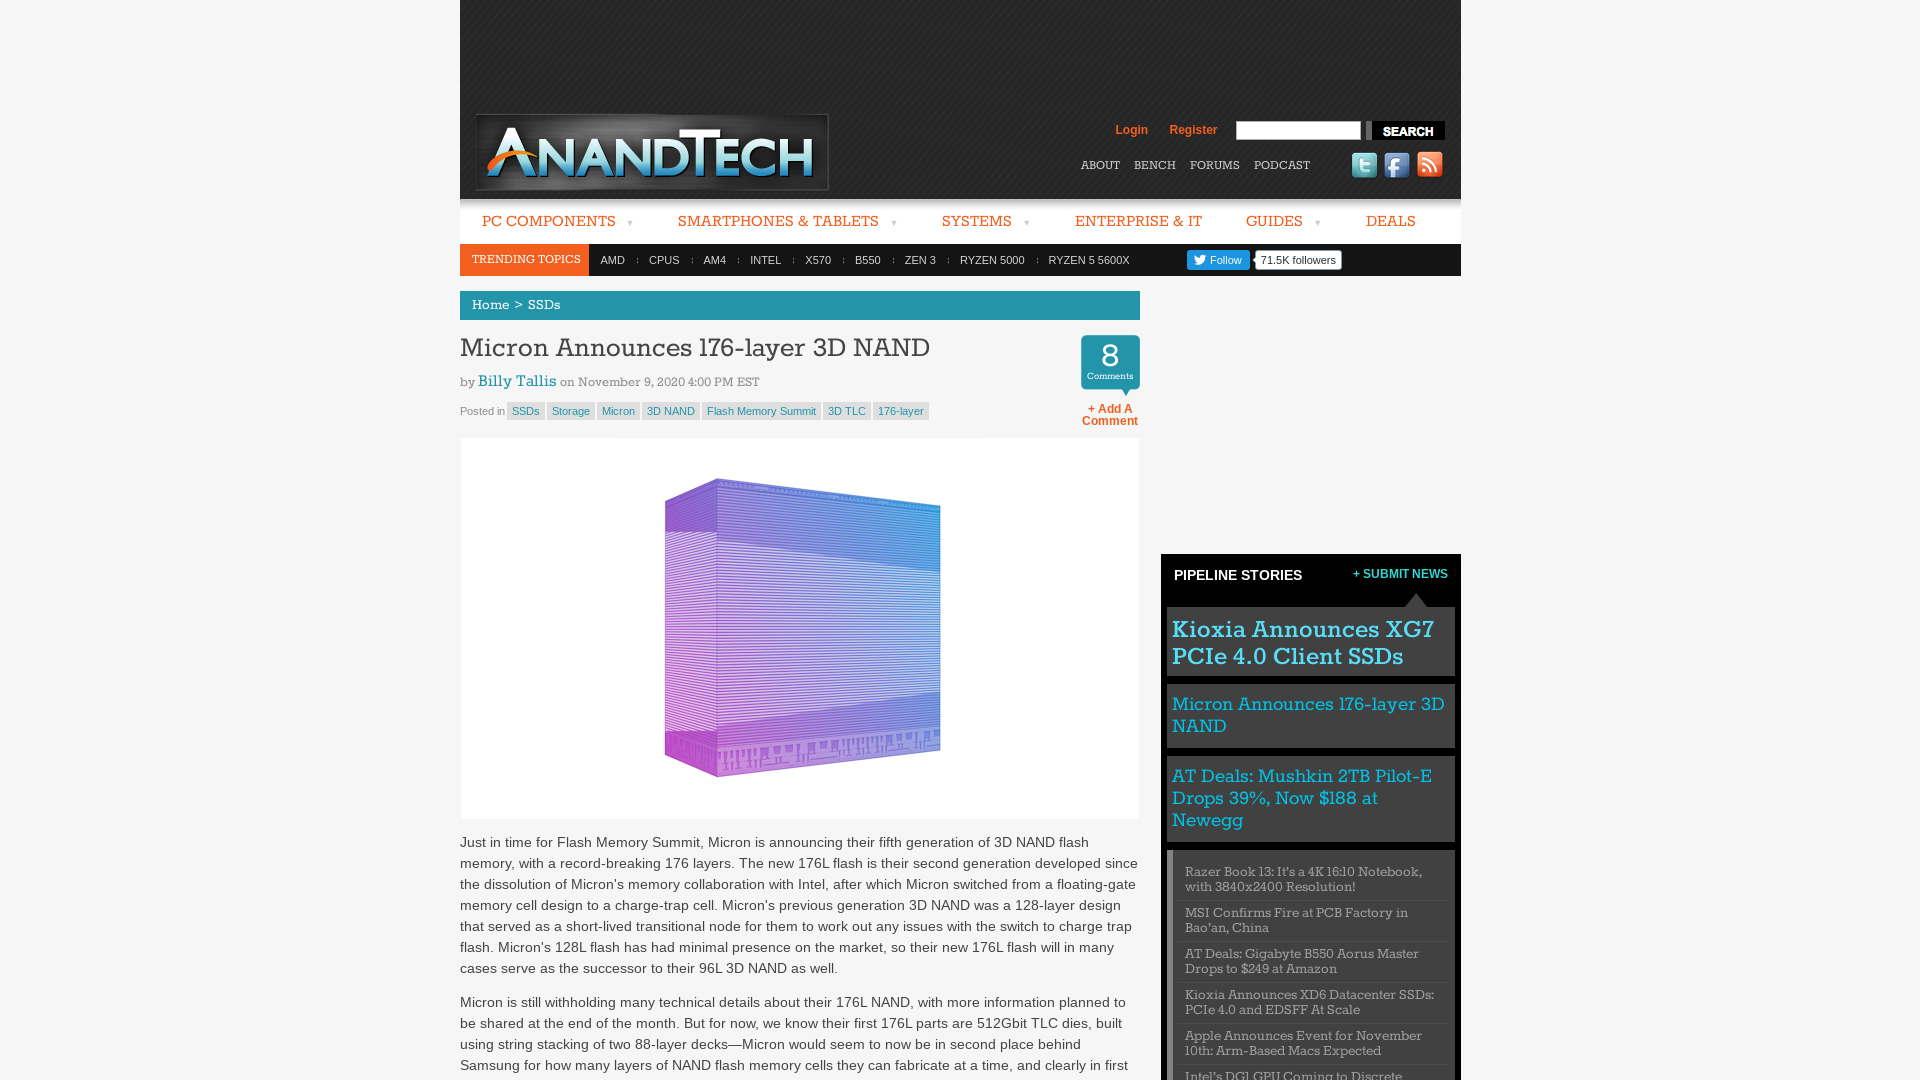 ANANDTECH
Login Register SEARCH
ABOUT BENCH FORUMS PODCAST
PC COMPONENTS SMARTPHONES & TABLETS SYSTEMS ENTERPRISE & IT GUIDES DEALS
TRENDING TOPICS AMD CPUS AM4 INTEL X570 B550 ZEN 3 RYZEN 5000 RYZEN 5 5600X Follow 71.5K followers
Home > SSDs
Micron Announces 176-layer 3D NAND
by Billy Tallis on November 9, 2020 4:00 PM EST
Posted in SSDs Storage Micron 3D NAND Flash Memory Summit 3D TLC 176-layer
8
Comments
+ Add A
Comment
Just in time for Flash Memory Summit, Micron is announcing their fifth generation of 3D NAND flash
memory, with a record-breaking 176 layers. The new 176L flash is their second generation developed since
the dissolution of Micron's memory collaboration with Intel, after which Micron switched from a floating-gate
memory cell design to a charge-trap cell. Micron's previous generation 3D NAND was a 128-layer design
that served as a short-lived transitional node for them to work out any issues with the switch to charge trap
flash. Micron's 128L flash has had minimal presence on the market, so their new 176L flash will in many
cases serve as the successor to their 96L 3D NAND as well.
Micron is still withholding many technical details about their 176L NAND, with more information planned to
be shared at the end of the month. But for now, we know their first 176L parts are 512Gbit TLC dies, built
using string stacking of two 88-layer decks—Micron would seem to now be in second place behind
Samsung for how many layers of NAND flash memory cells they can fabricate at a time, and clearly in first
PIPELINE STORIES + SUBMIT NEWS
Kioxia Announces XG7
PCIe 4.0 Client SSDs
Micron Announces 176-layer 3D
NAND
AT Deals: Mushkin 2TB Pilot-E
Drops 39%, Now $188 at
Newegg
Razer Book 13: It's a 4K 16:10 Notebook,
with 3840x2400 Resolution!
MSI Confirms Fire at PCB Factory in
Bao'an, China
AT Deals: Gigabyte B550 Aorus Master
Drops to $249 at Amazon
Kioxia Announces XD6 Datacenter SSDs:
PCIe 4.0 and EDSFF At Scale
Apple Announces Event for November
10th: Arm-Based Macs Expected
Intel's DG1 GPU Coming to Discrete